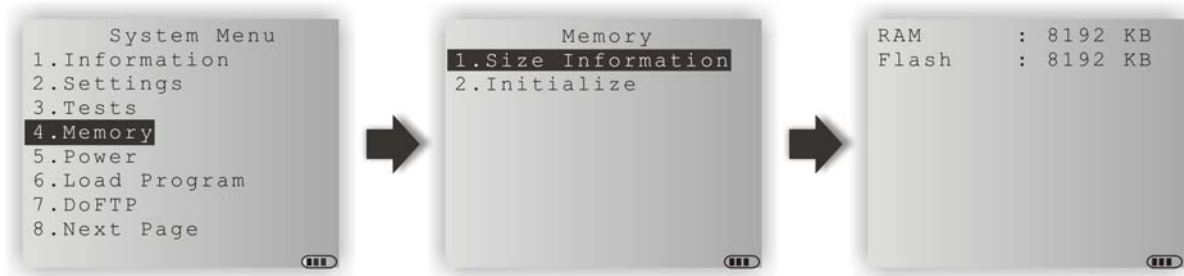 System Menu
1.Information
2.Settings
3.Tests
4.Memory
5.Power
6.Load Program
7.DoFTP
8.Next Page
Memory
1.Size Information
2.Initialize
RAM : 8192 KB
Flash : 8192 KB